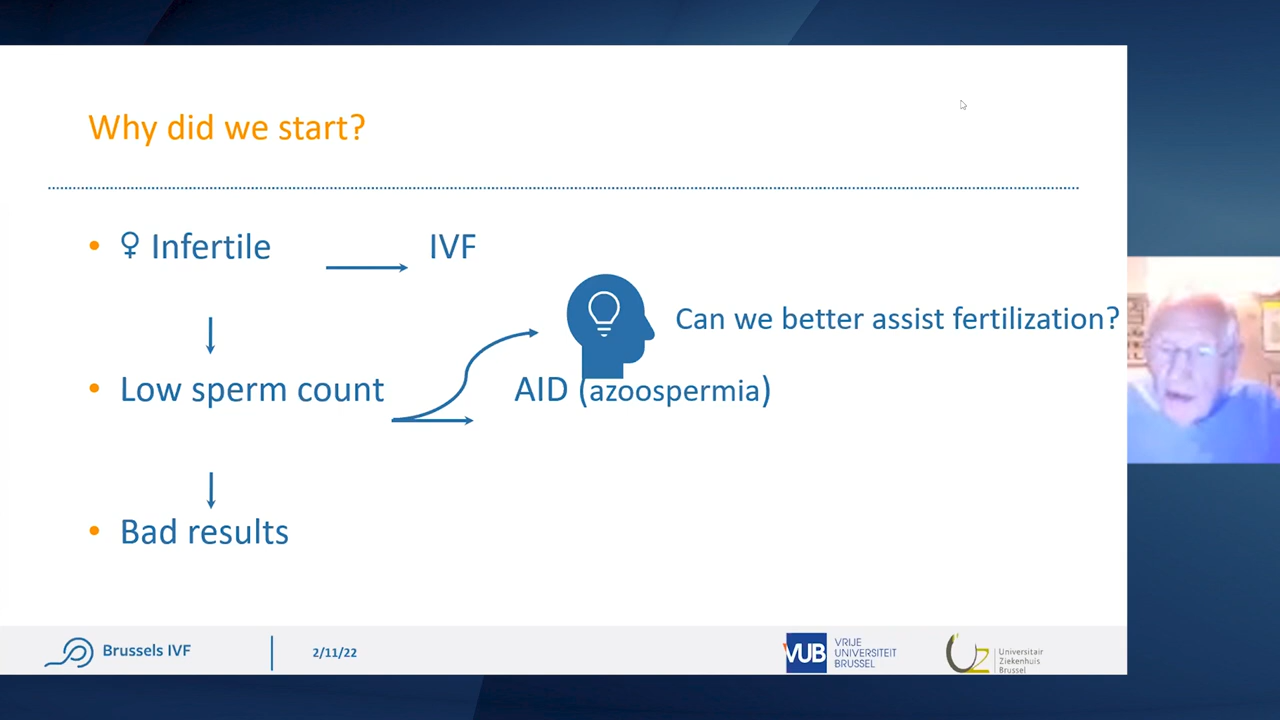 Why did we start?
• ♀ Infertile IVF
Can we better assist fertilization?
• Low sperm count AID (azoospermia)
• Bad results
Brussels IVF 2/11/22
VUB
VRIJE
UNIVERSITEIT
BRUSSEL
UZ
Universitair
Ziekenhuis
Brussel